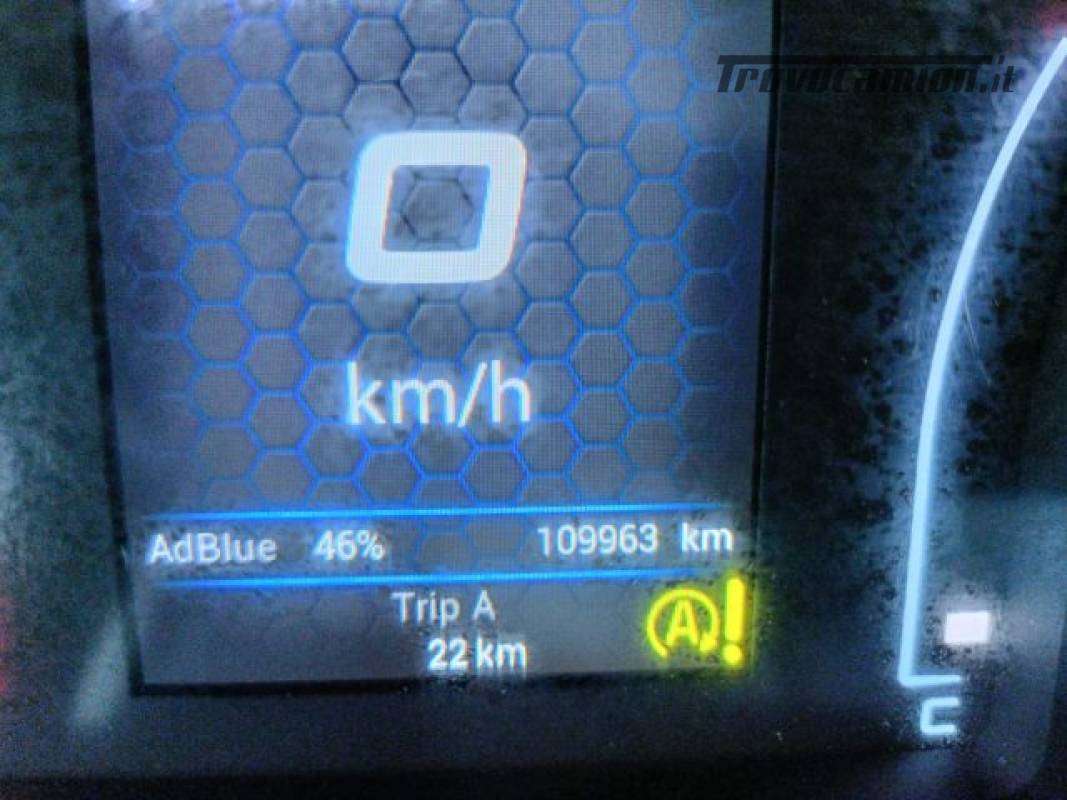 Trovocamion.it
0
km/h
AdBlue 46% 109963 km
Trip A
22 km
A!
C